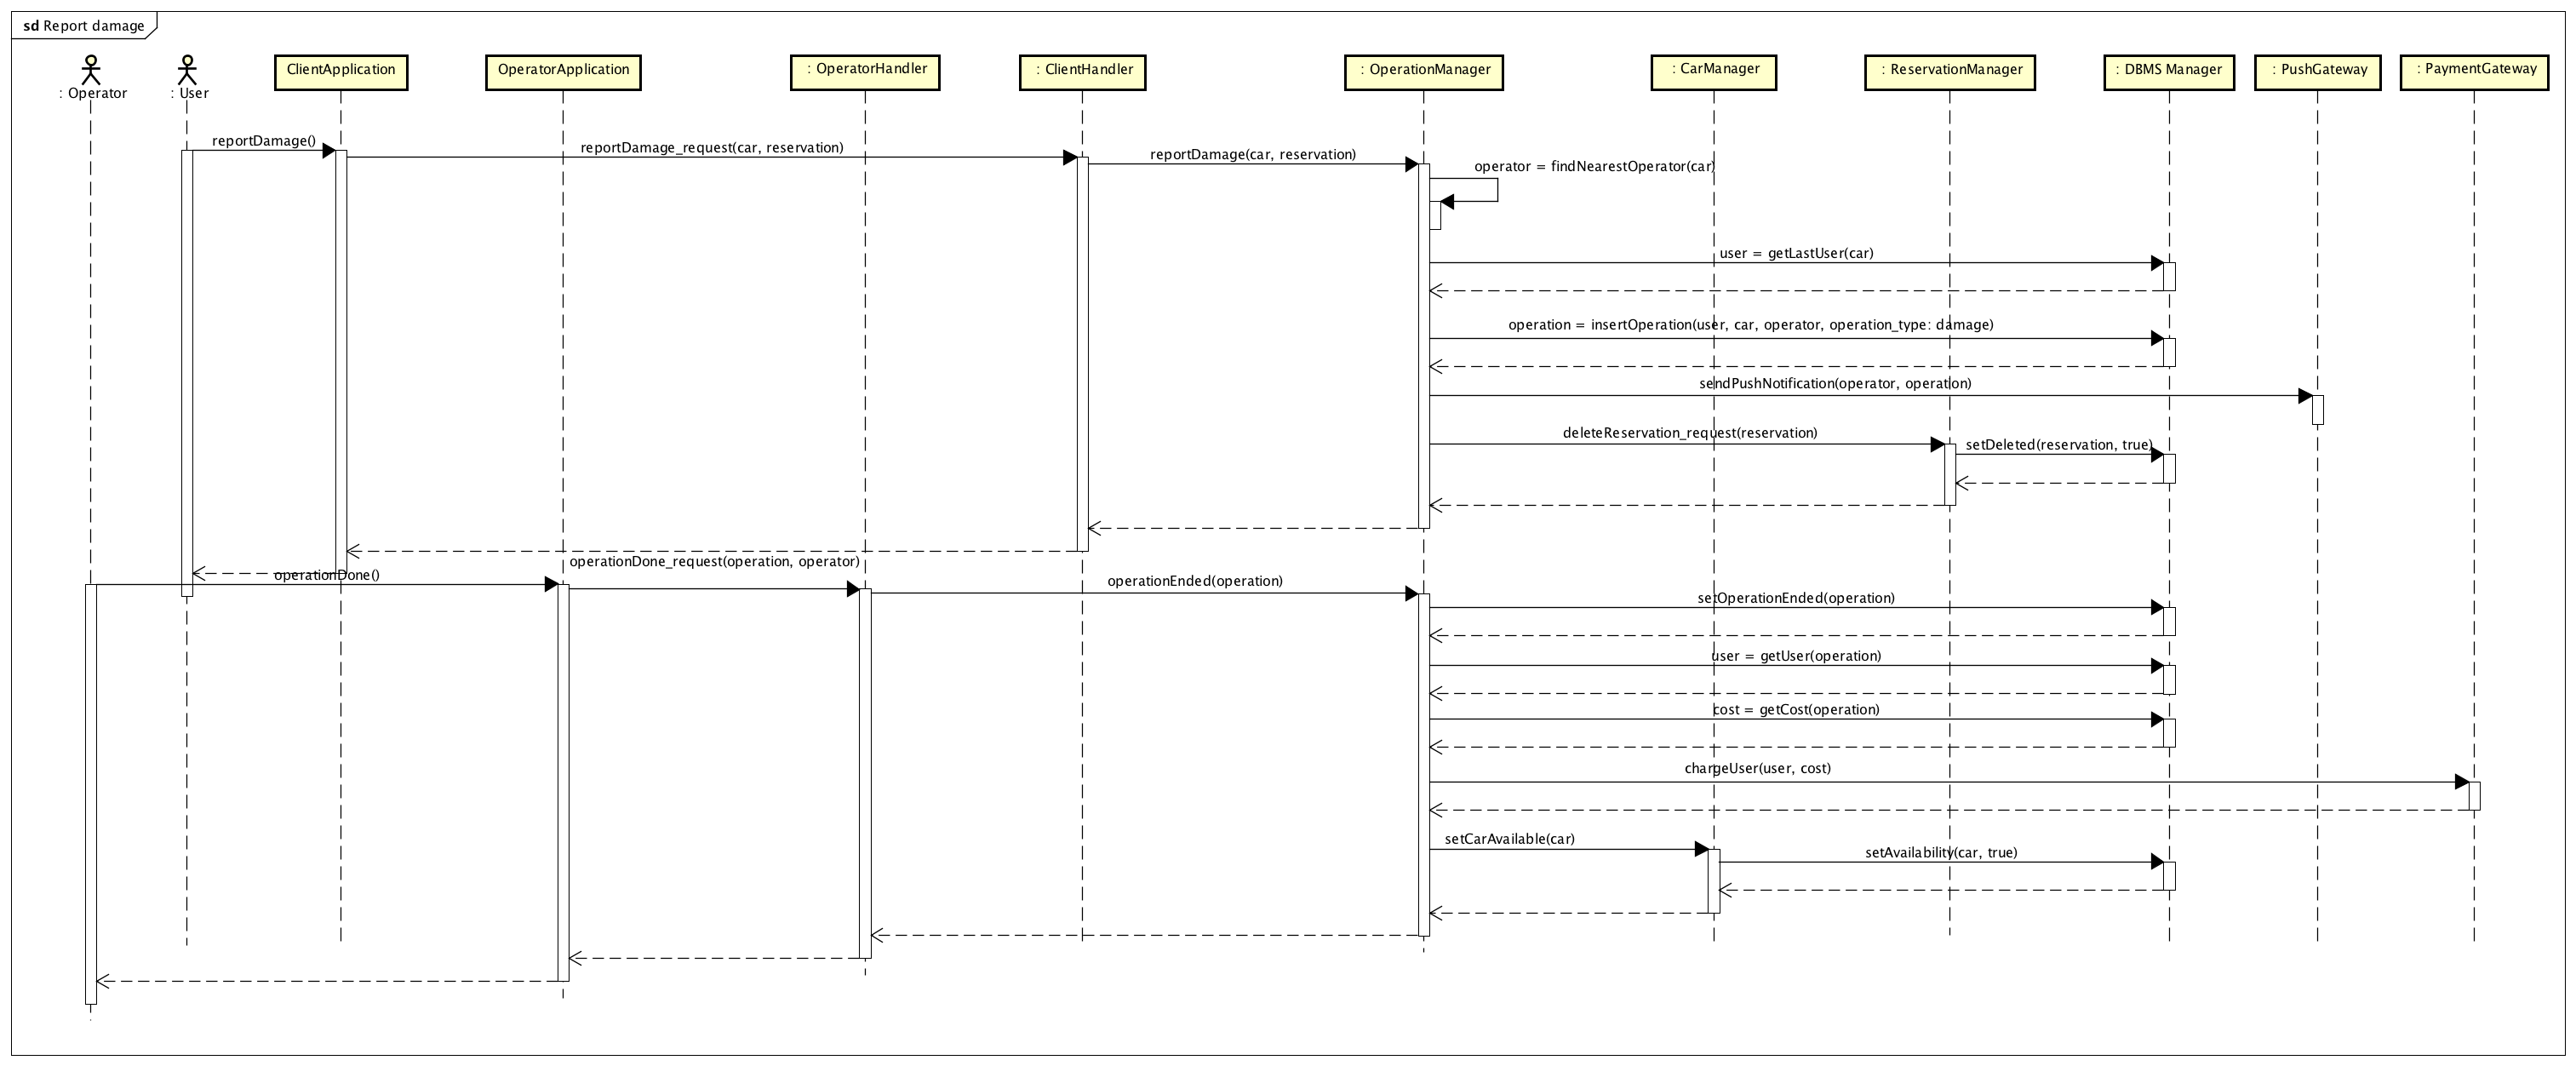 sd Report damage
: Operator
: User
ClientApplication
OperatorApplication
: OperatorHandler
: ClientHandler
: OperationManager
: CarManager
: ReservationManager
: DBMS Manager
: PushGateway
: PaymentGateway
reportDamage()
reportDamage_request(car, reservation)
reportDamage(car, reservation)
operator = findNearestOperator(car)
user = getLastUser(car)
operation = insertOperation(user, car, operator, operation_type: damage)
sendPushNotification(operator, operation)
deleteReservation_request(reservation)
setDeleted(reservation, true)
operationDone()
operationDone_request(operation, operator)
operationEnded(operation)
setOperationEnded(operation)
user = getUser(operation)
cost = getCost(operation)
chargeUser(user, cost)
setCarAvailable(car)
setAvailability(car, true)